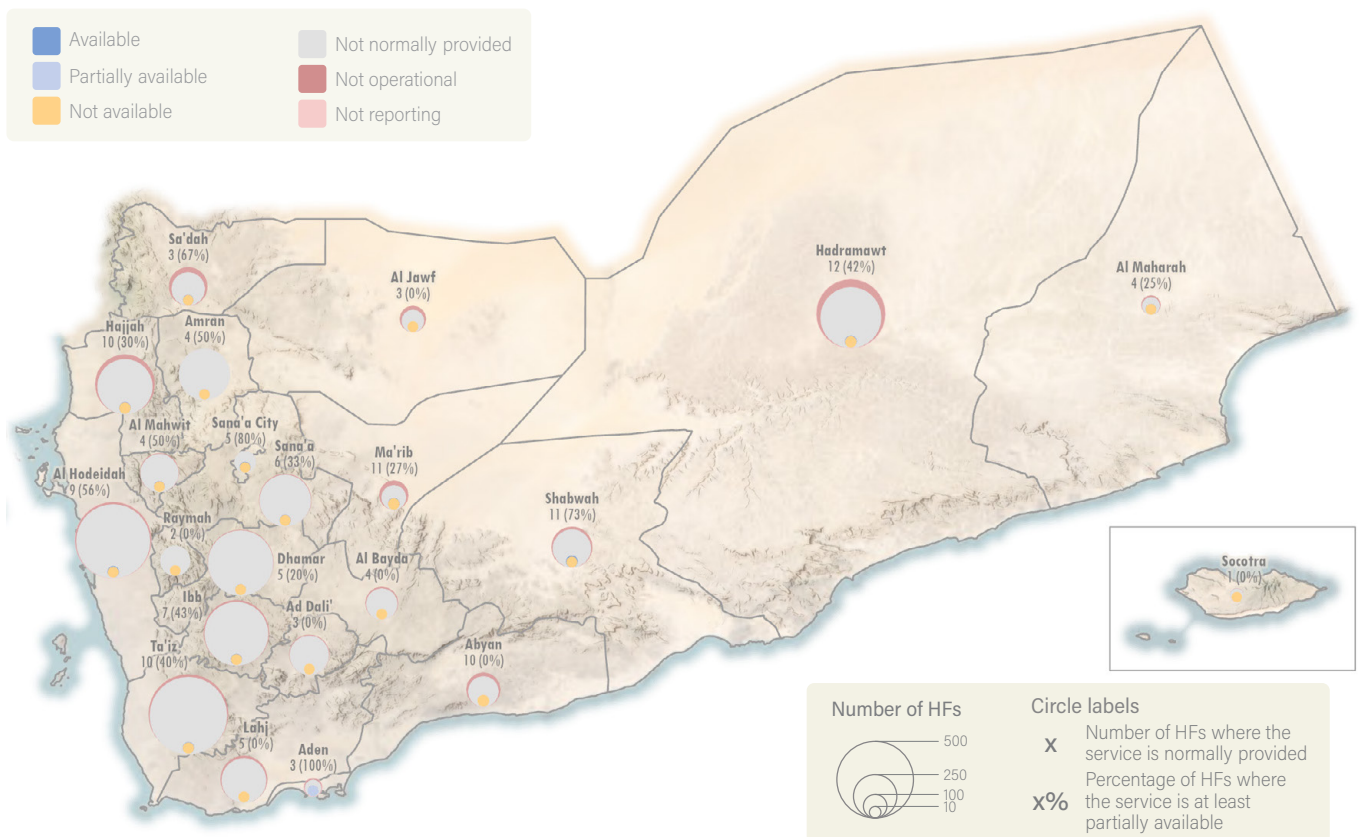 Available
Partially available
Not available
Not normally provided
Not operational
Not reporting
Sa'dah
3 (67%)
Al Jawf
3 (0%)
Hadramawt
12 (42%)
Al Maharah
4 (25%)
Hajjah
10 (30%)
Amran
4 (50%)
Al Mahwit
4 (50%)
Sana'a City
5 (80%)
Sana'a
6 (33%)
Ma'rib
11 (27%)
Al Hodeidah
9 (56%)
Shabwah
11 (73%)
Raymah
2 (0%)
Dhamar
5 (20%)
Al Bayda
4 (0%)
Socotra
1 (0%)
Ibb
7 (43%)
Ad Dali'
3 (0%)
Ta'iz
10 (40%)
Abyan
10 (0%)
Lahj
5 (0%)
Aden
3 (100%)
Number of HFs
500
250
100
10
Circle labels
x Number of HFs where the
service is normally provided
x% Percentage of HFs where
the service is at least
partially available